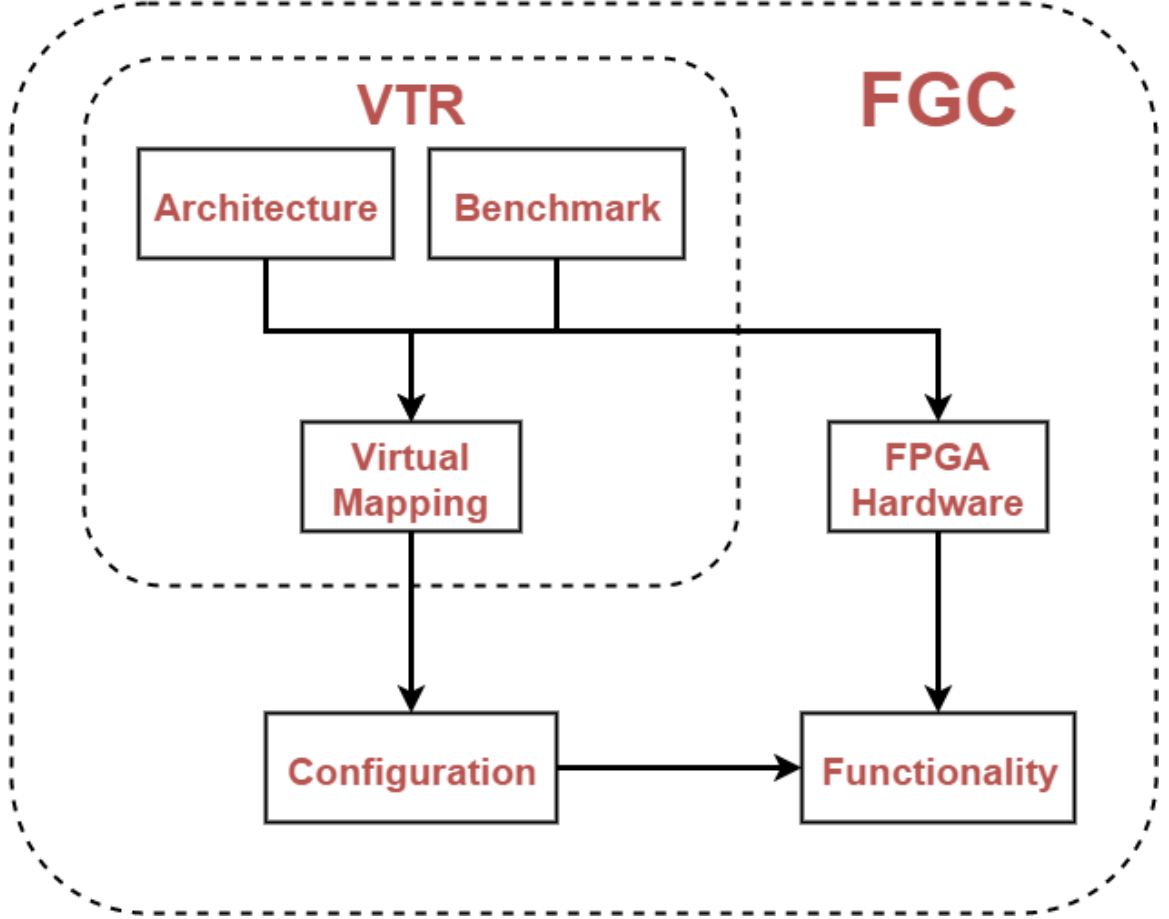 VTR
FGC
Architecture
Benchmark
Virtual
Mapping
FPGA
Hardware
Configuration
Functionality